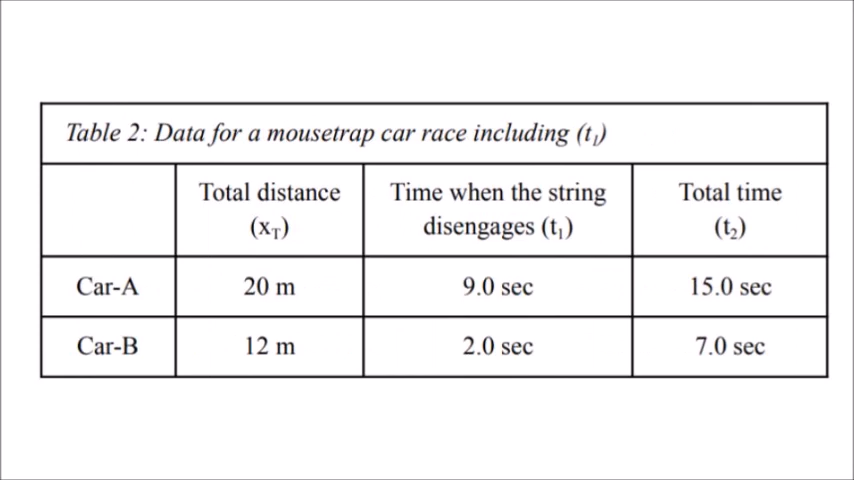 Table 2: Data for a mousetrap car race including (t₁)
Total distance (x_T)
Time when the string disengages (t₁)
Total time (t₂)
Car-A 20 m 9.0 sec 15.0 sec
Car-B 12 m 2.0 sec 7.0 sec